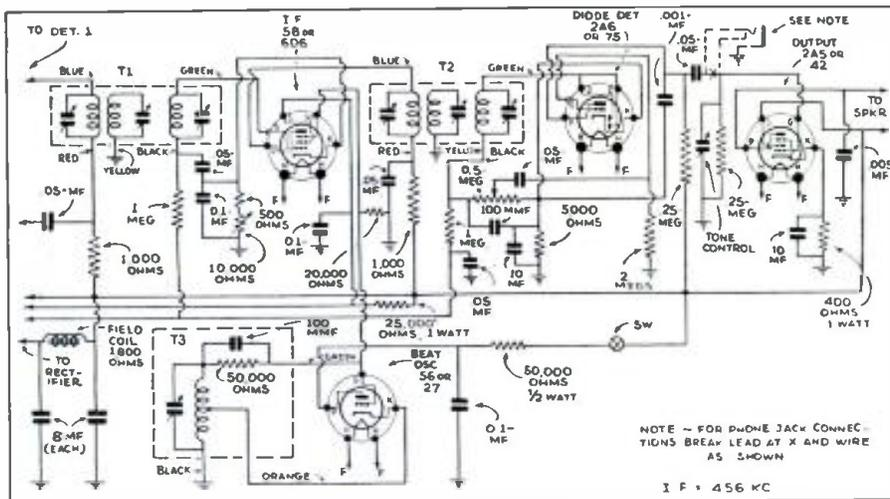 TO
DET. 1
BLUE
T1
GREEN
I F
58 OR
6D6
BLUE
T2
GREEN
DIODE DET
2A6
OR 75
.001-
MF
.05-
MF
SEE NOTE
OUTPUT
2A5 OR
42
TO
SPKR
RED
BLACK
YELLOW
.05-
MF
RED
YELLOW
BLACK
.05
MF
.005
MF
.05-MF
1
MEG
0.1-
MF
500
OHMS
0.1-
MF
MF
0.5-
MEG
100 MMF
1
MEG
5000
OHMS
.25
MEG
.25-
MEG
TONE
CONTROL
10
MF
1000
OHMS
10,000
OHMS
20,000
OHMS
1,000
OHMS
10
MF
.05
MF
2
MEGS
400
OHMS
1 WATT
FIELD
COIL
1800
OHMS
TO
RECT-
IFIER
T3
100
MMF
25,000
OHMS, 1 WATT
GREEN
50,000
OHMS
BEAT
OSC
56 OR
27
SW
50,000
OHMS
1/2 WATT
0.1-
MF
8 MF
(EACH)
BLACK
ORANGE
F
F
F
F
F
F
F
F
NOTE ~ FOR PHONE JACK CONNEC-
TIONS BREAK LEAD AT X AND WIRE
AS SHOWN
I F = 456 KC